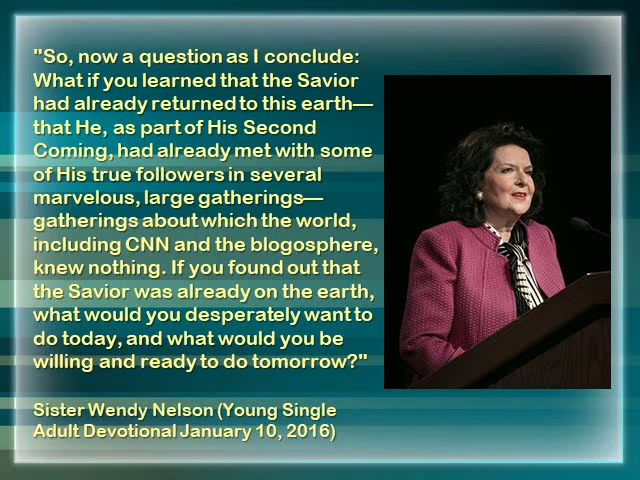 "So, now a question as I conclude:
What if you learned that the Savior
had already returned to this earth—
that He, as part of His Second
Coming, had already met with some
of His true followers in several
marvelous, large gatherings—
gatherings about which the world,
including CNN and the blogosphere,
knew nothing. If you found out that
the Savior was already on the earth,
what would you desperately want to
do today, and what would you be
willing and ready to do tomorrow?"
Sister Wendy Nelson (Young Single
Adult Devotional January 10, 2016)